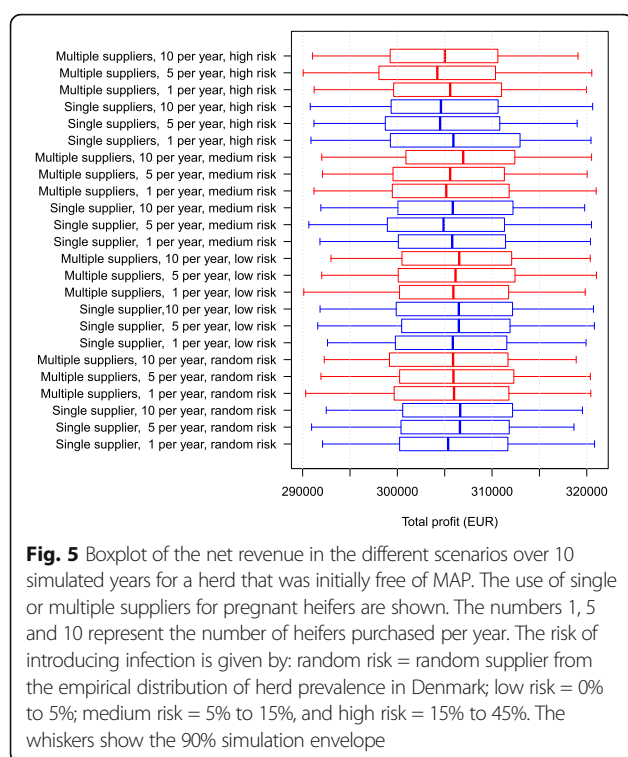 Multiple suppliers, 10 per year, high risk
Multiple suppliers, 5 per year, high risk
Multiple suppliers, 1 per year, high risk
Single suppliers, 10 per year, high risk
Single suppliers, 5 per year, high risk
Single suppliers, 1 per year, high risk
Multiple suppliers, 10 per year, medium risk
Multiple suppliers, 5 per year, medium risk
Multiple suppliers, 1 per year, medium risk
Single supplier, 10 per year, medium risk
Single supplier, 5 per year, medium risk
Single supplier, 1 per year, medium risk
Multiple suppliers, 10 per year, low risk
Multiple suppliers, 5 per year, low risk
Multiple suppliers, 1 per year, low risk
Single supplier,10 per year, low risk
Single supplier, 5 per year, low risk
Single supplier, 1 per year, low risk
Multiple suppliers, 10 per year, random risk
Multiple suppliers, 5 per year, random risk
Multiple suppliers, 1 per year, random risk
Single supplier, 10 per year, random risk
Single supplier, 5 per year, random risk
Single supplier, 1 per year, random risk
290000 300000 310000 320000
Total profit (EUR)
Fig. 5 Boxplot of the net revenue in the different scenarios over 10
simulated years for a herd that was initially free of MAP. The use of single
or multiple suppliers for pregnant heifers are shown. The numbers 1, 5
and 10 represent the number of heifers purchased per year. The risk of
introducing infection is given by: random risk = random supplier from
the empirical distribution of herd prevalence in Denmark; low risk = 0%
to 5%; medium risk = 5% to 15%, and high risk = 15% to 45%. The
whiskers show the 90% simulation envelope